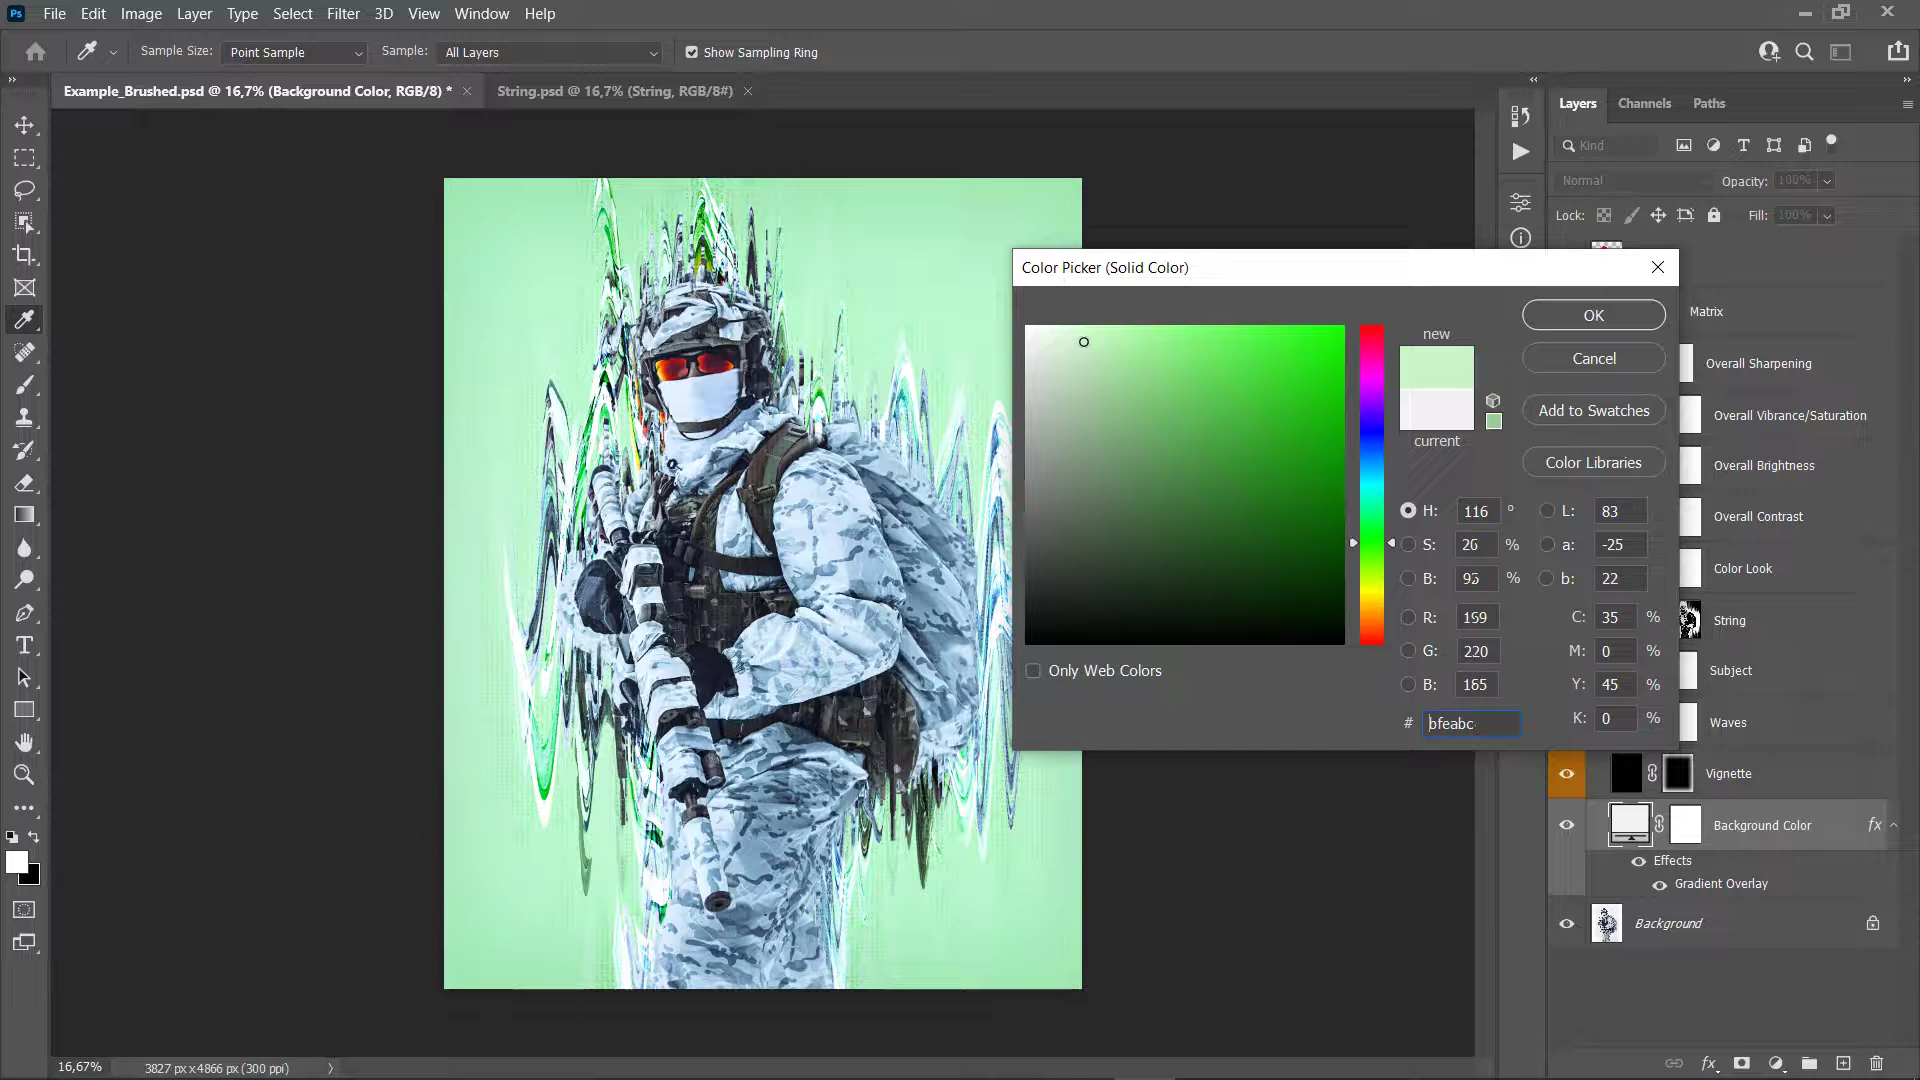 Ps File Edit Image Layer Type Select Filter 3D View Window Help
Sample Size: Point Sample Sample: All Layers Show Sampling Ring
Example_Brushed.psd @ 16,7% (Background Color, RGB/8) * String.psd @ 16,7% (String, RGB/8#)
Layers Channels Paths
Kind
Normal Opacity: 100%
Lock: Fill: 100%
Color Picker (Solid Color)
new
current
OK
Cancel
Add to Swatches
Color Libraries
H: 116 ° L: 83
S: 26 % a: -25
B: % b: 22
R: C: 35 %
G: 220 M: 0 %
B: Y: 45 %
# bfeabc K: 0 %
Only Web Colors
Matrix
Overall Sharpening
Overall Vibrance/Saturation
Overall Brightness
Overall Contrast
Color Look
String
Subject
Waves
Vignette
Background Color fx
Effects
Gradient Overlay
Background
16,67% 3827 px x 4866 px (300 ppi)
fx